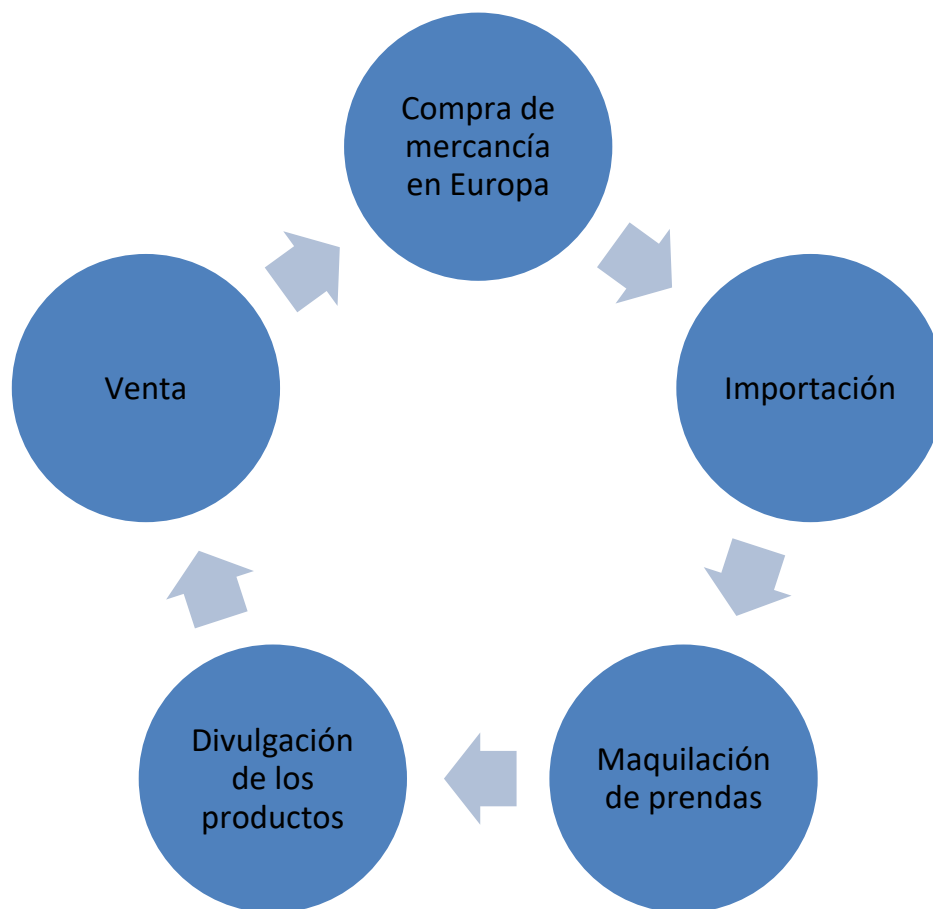 Compra de
mercancía
en Europa
Importación
Maquilación
de prendas
Divulgación
de los
productos
Venta